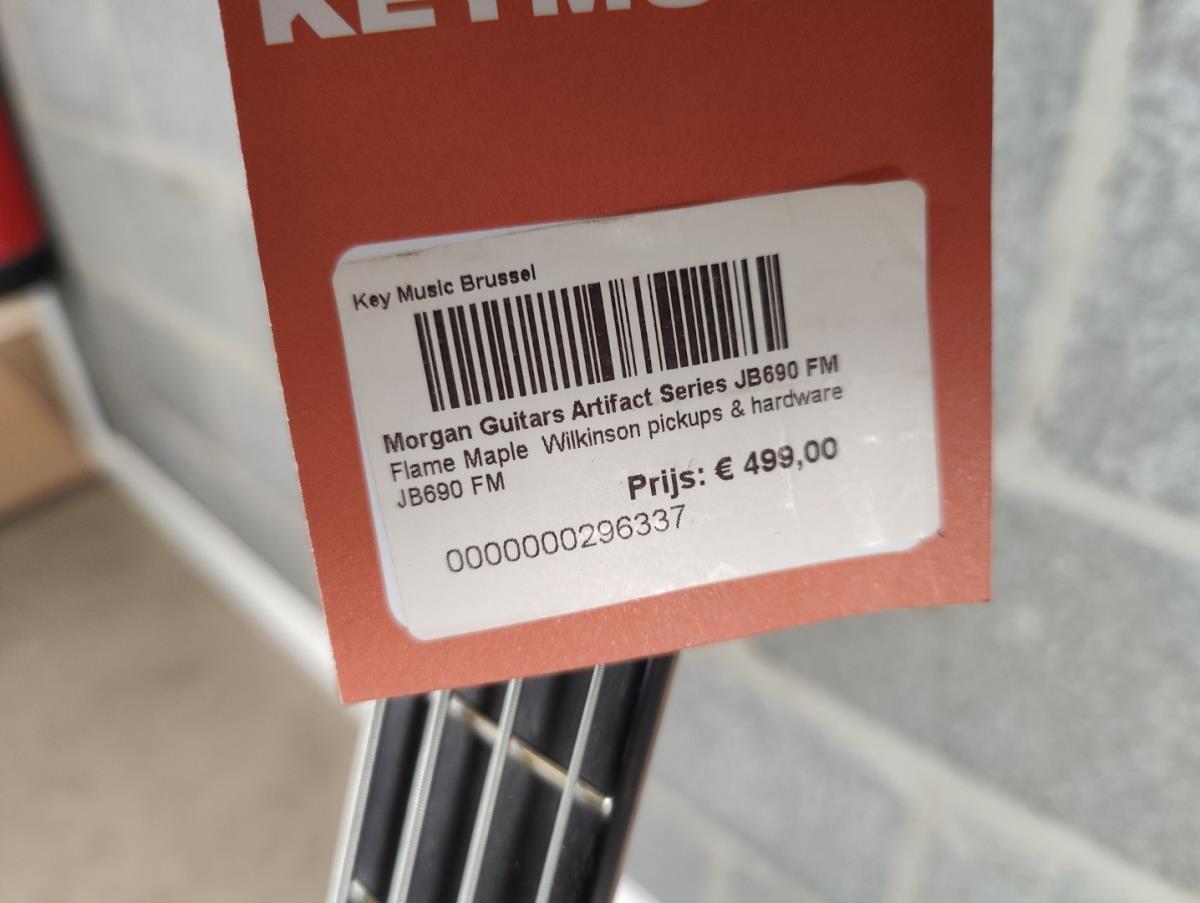 Key Music Brussel
Morgan Guitars Artifact Series JB690 FM
Flame Maple Wilkinson pickups & hardware
JB690 FM
Prijs: € 499,00
0000000296337